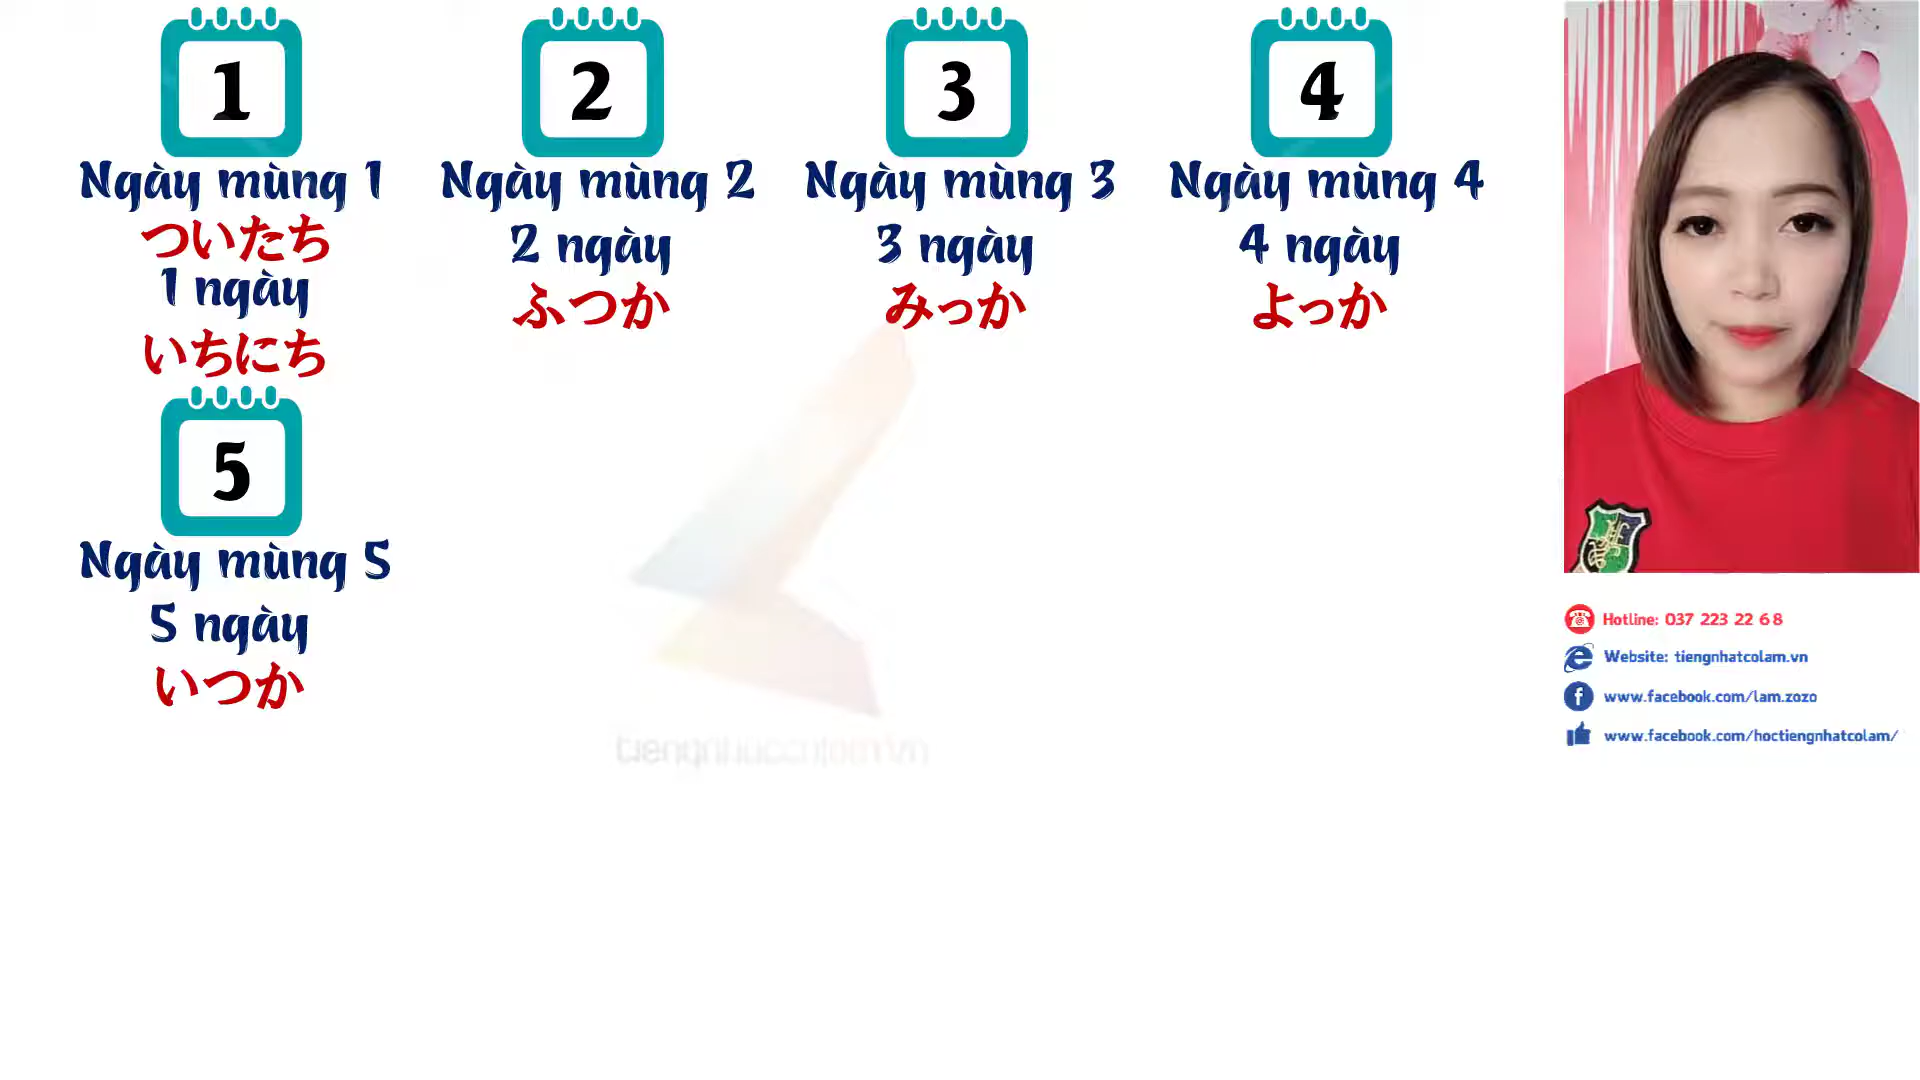 1
Ngày mùng 1
ついたち
1 ngày
いちにち
2
Ngày mùng 2
2 ngày
ふつか
3
Ngày mùng 3
3 ngày
みっか
4
Ngày mùng 4
4 ngày
よっか
5
Ngày mùng 5
5 ngày
いつか
Hotline: 037 223 22 68
Website: tiengnhatcolam.vn
www.facebook.com/lam.zozo
www.facebook.com/hoctiengnhatcolam/